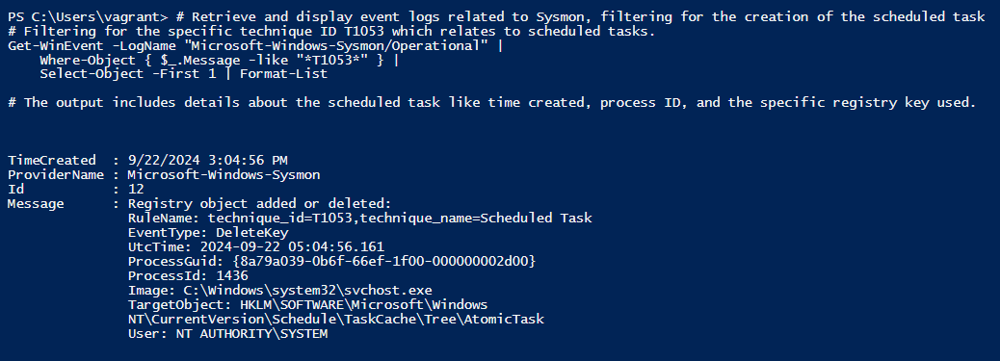 PS C:\Users\vagrant> # Retrieve and display event logs related to Sysmon, filtering for the creation of the scheduled task
# Filtering for the specific technique ID T1053 which relates to scheduled tasks.
Get-WinEvent -LogName "Microsoft-Windows-Sysmon/Operational" |
    Where-Object { $_.Message -like "*T1053*" } |
    Select-Object -First 1 | Format-List

# The output includes details about the scheduled task like time created, process ID, and the specific registry key used.

TimeCreated  : 9/22/2024 3:04:56 PM
ProviderName : Microsoft-Windows-Sysmon
Id           : 12
Message      : Registry object added or deleted:
               RuleName: technique_id=T1053,technique_name=Scheduled Task
               EventType: DeleteKey
               UtcTime: 2024-09-22 05:04:56.161
               ProcessGuid: {8a79a039-0b6f-66ef-1f00-000000002d00}
               ProcessId: 1436
               Image: C:\Windows\system32\svchost.exe
               TargetObject: HKLM\SOFTWARE\Microsoft\Windows
               NT\CurrentVersion\Schedule\TaskCache\Tree\AtomicTask
               User: NT AUTHORITY\SYSTEM